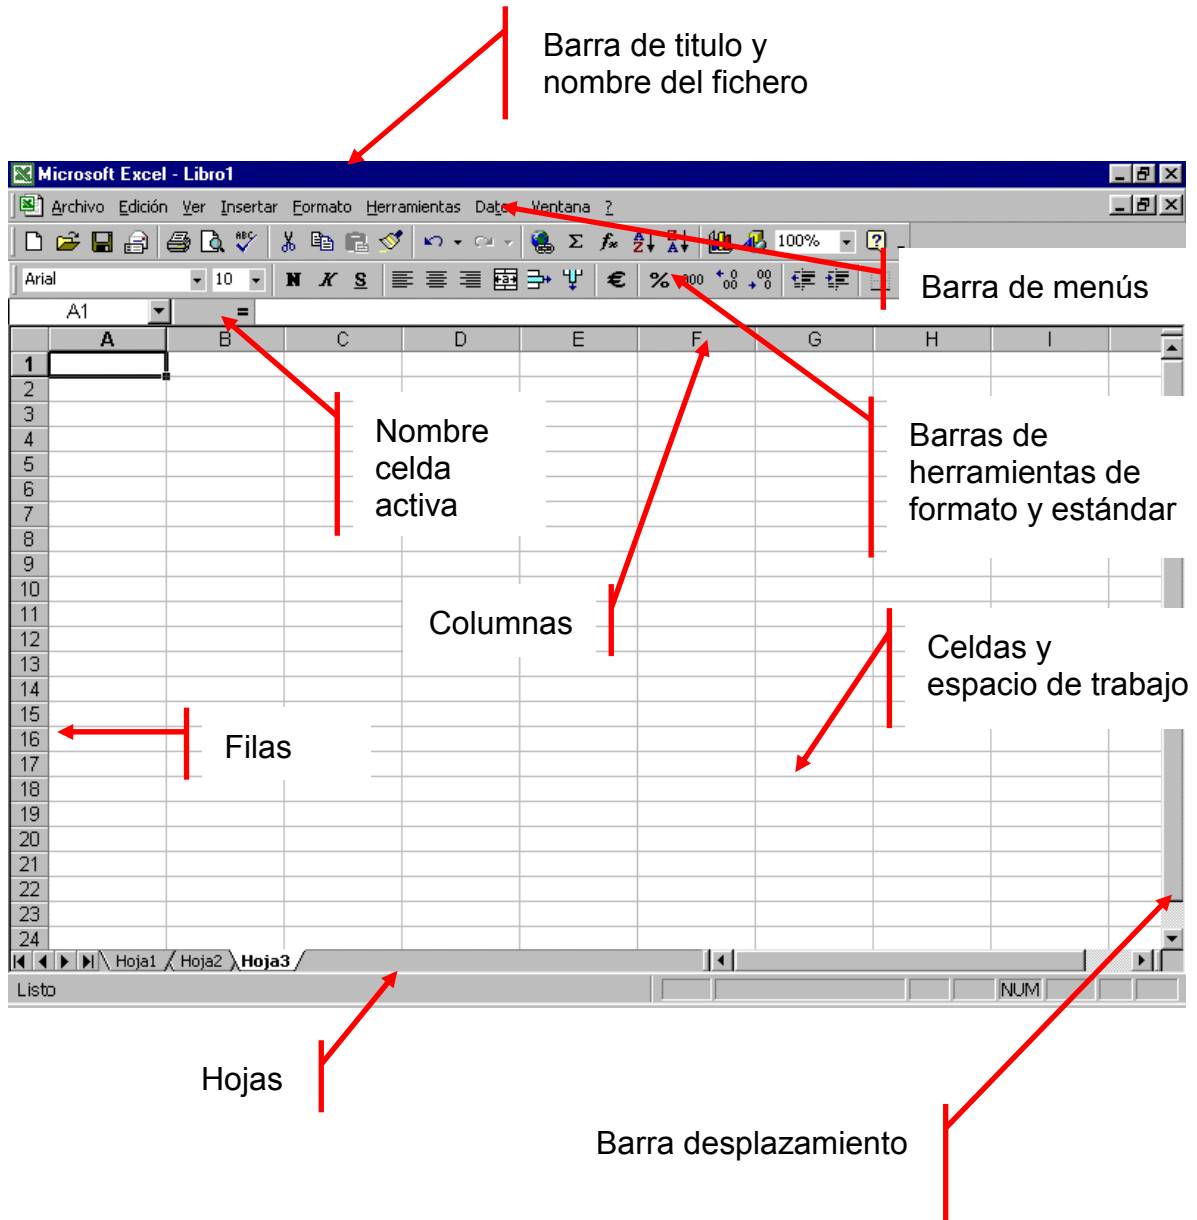 Barra de titulo y
nombre del fichero
Microsoft Excel - Libro1
Archivo Edición Ver Insertar Formato Herramientas Ventana ?
ABC 100% ?
Arial 10 N K S € % 000
Barra de menús
A1 =
A B C D E F G H I
1
2
3
4
5
6
7
8
9
10
11
12
13
14
15
16
17
18
19
20
21
22
23
24
Nombre
celda
activa
Barras de
herramientas de
formato y estándar
Columnas
Celdas y
espacio de trabajo
Filas
Hoja1 Hoja2 Hoja3
Listo NUM
Hojas
Barra desplazamiento